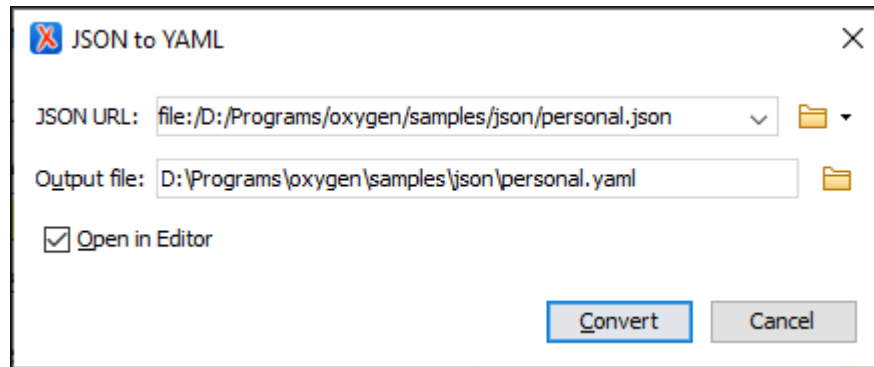 JSON to YAML
JSON URL: file:/D:/Programs/oxygen/samples/json/personal.json
Output file: D:\Programs\oxygen\samples\json\personal.yaml
Open in Editor
Convert Cancel